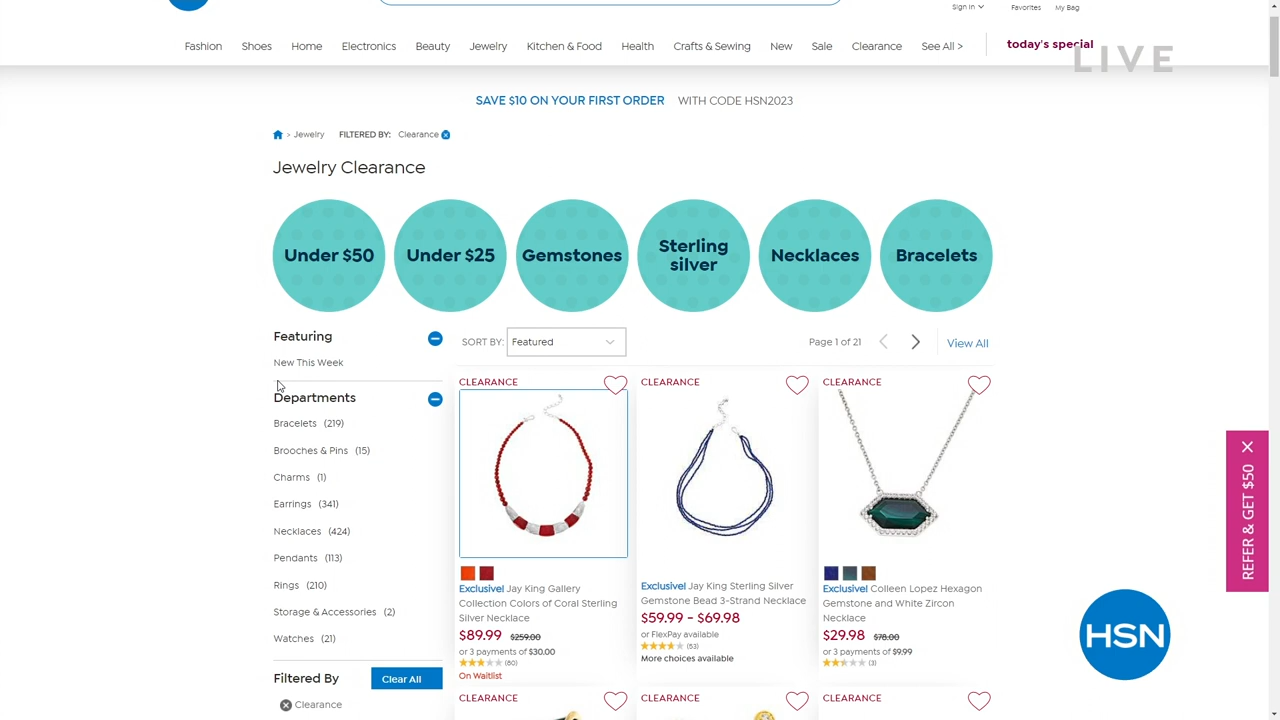 Sign In
Favorites
My Bag
Fashion
Shoes
Home
Electronics
Beauty
Jewelry
Kitchen & Food
Health
Crafts & Sewing
New
Sale
Clearance
See All >
today's special
LIVE
SAVE $10 ON YOUR FIRST ORDER WITH CODE HSN2023
> Jewelry FILTERED BY: Clearance
Jewelry Clearance
Under $50
Under $25
Gemstones
Sterling
silver
Necklaces
Bracelets
Featuring
New This Week
Departments
Bracelets (219)
Brooches & Pins (15)
Charms (1)
Earrings (341)
Necklaces (424)
Pendants (113)
Rings (210)
Storage & Accessories (2)
Watches (21)
Filtered By
Clear All
Clearance
SORT BY: Featured
Page 1 of 21
View All
CLEARANCE
Exclusive! Jay King Gallery
Collection Colors of Coral Sterling
Silver Necklace
$89.99 $259.00
or 3 payments of $30.00
(60)
On Waitlist
CLEARANCE
Exclusive! Jay King Sterling Silver
Gemstone Bead 3-Strand Necklace
$59.99 - $69.98
or FlexPay available
(53)
More choices available
CLEARANCE
Exclusive! Colleen Lopez Hexagon
Gemstone and White Zircon
Necklace
$29.98 $78.00
or 3 payments of $9.99
(3)
CLEARANCE
CLEARANCE
CLEARANCE
REFER & GET $50
HSN